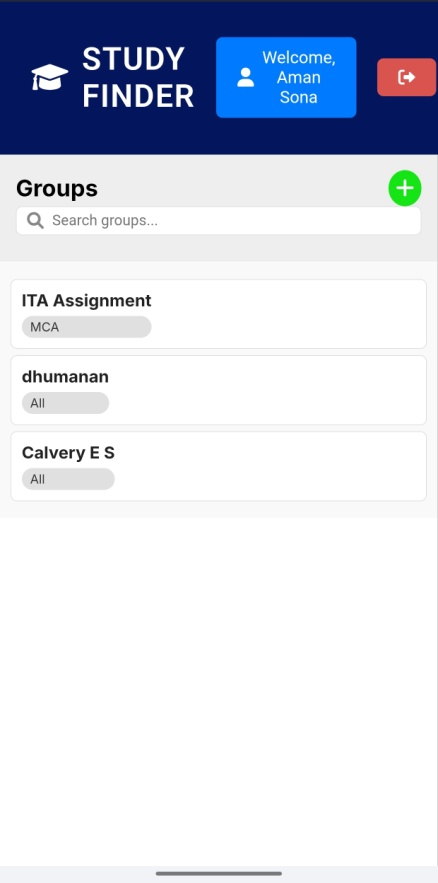 STUDY
FINDER
Welcome,
Aman
Sona
Groups
Search groups...
ITA Assignment
MCA
dhumanan
All
Calvery E S
All